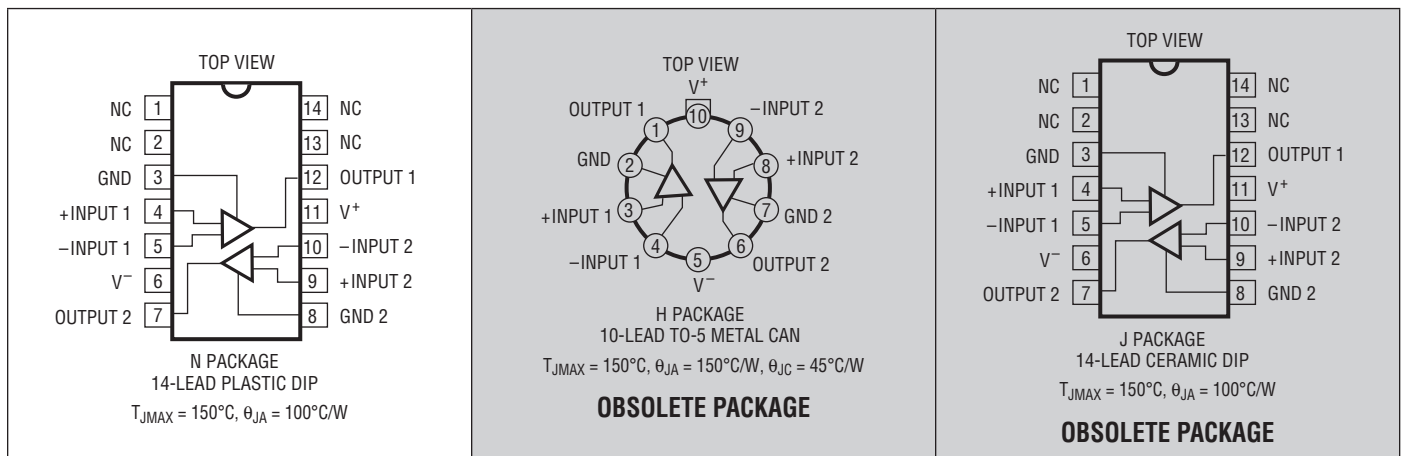 TOP VIEW
NC 1
NC 2
GND 3
+INPUT 1 4
–INPUT 1 5
V– 6
OUTPUT 2 7
14 NC
13 NC
12 OUTPUT 1
11 V+
10 –INPUT 2
9 +INPUT 2
8 GND 2
N PACKAGE
14-LEAD PLASTIC DIP
TJMAX = 150°C, θJA = 100°C/W
TOP VIEW
V+
10
OUTPUT 1 1
GND 2
+INPUT 1 3
–INPUT 1 4
5
V–
9 –INPUT 2
8 +INPUT 2
7 GND 2
6 OUTPUT 2
H PACKAGE
10-LEAD TO-5 METAL CAN
TJMAX = 150°C, θJA = 150°C/W, θJC = 45°C/W
OBSOLETE PACKAGE
TOP VIEW
NC 1
NC 2
GND 3
+INPUT 1 4
–INPUT 1 5
V– 6
OUTPUT 2 7
14 NC
13 NC
12 OUTPUT 1
11 V+
10 –INPUT 2
9 +INPUT 2
8 GND 2
J PACKAGE
14-LEAD CERAMIC DIP
TJMAX = 150°C, θJA = 100°C/W
OBSOLETE PACKAGE